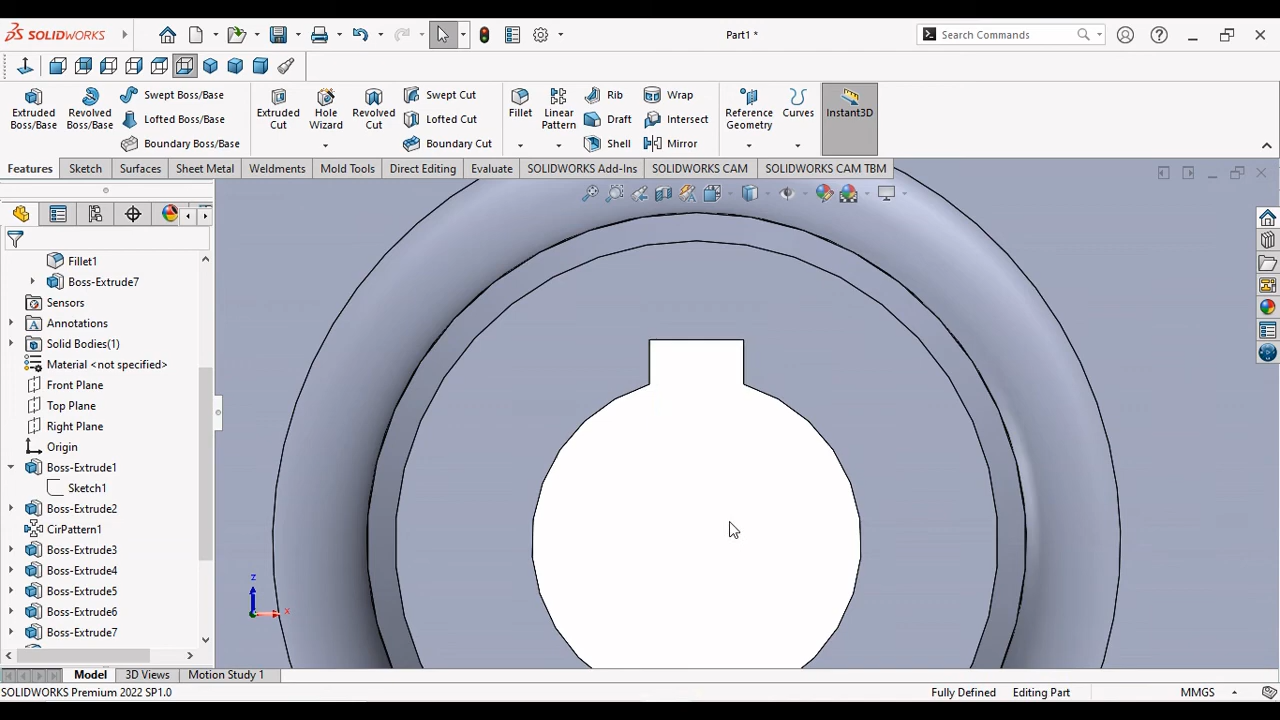 SOLIDWORKS
Part1 *
Search Commands
Extruded Boss/Base
Revolved Boss/Base
Swept Boss/Base
Lofted Boss/Base
Boundary Boss/Base
Extruded Cut
Hole Wizard
Revolved Cut
Swept Cut
Lofted Cut
Boundary Cut
Fillet
Linear Pattern
Rib
Draft
Shell
Wrap
Intersect
Mirror
Reference Geometry
Curves
Instant3D
Features
Sketch
Surfaces
Sheet Metal
Weldments
Mold Tools
Direct Editing
Evaluate
SOLIDWORKS Add-Ins
SOLIDWORKS CAM
SOLIDWORKS CAM TBM
Fillet1
Boss-Extrude7
Sensors
Annotations
Solid Bodies(1)
Material <not specified>
Front Plane
Top Plane
Right Plane
Origin
Boss-Extrude1
Sketch1
Boss-Extrude2
CirPattern1
Boss-Extrude3
Boss-Extrude4
Boss-Extrude5
Boss-Extrude6
Boss-Extrude7
z
x
Model
3D Views
Motion Study 1
SOLIDWORKS Premium 2022 SP1.0
Fully Defined
Editing Part
MMGS